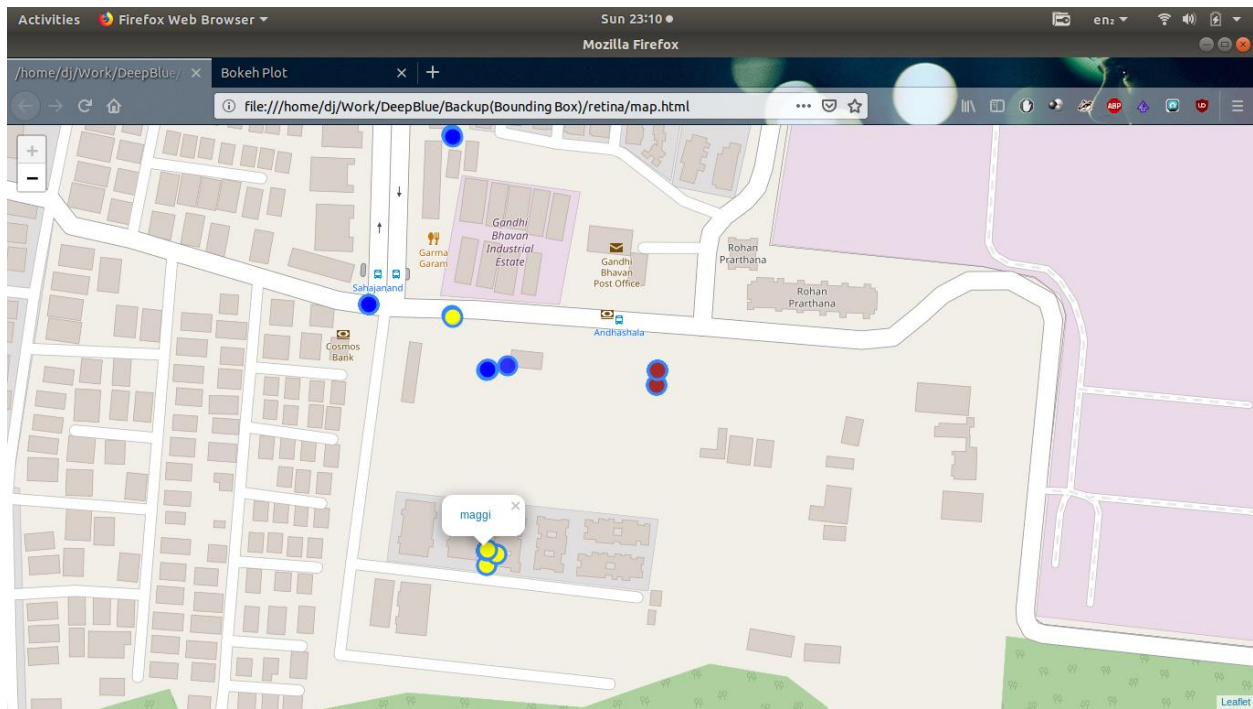 Activities
Firefox Web Browser
Sun 23:10
en₂
Mozilla Firefox
/home/dj/Work/DeepBlue/
Bokeh Plot
file:///home/dj/Work/DeepBlue/Backup(Bounding Box)/retina/map.html
ABP
+
−
Gandhi
Bhavan
Industrial
Estate
Garma
Garam
Gandhi
Bhavan
Post Office
Rohan
Prarthana
Rohan
Prarthana
Sahajanand
Andhashala
Cosmos
Bank
maggi
×
Leaflet